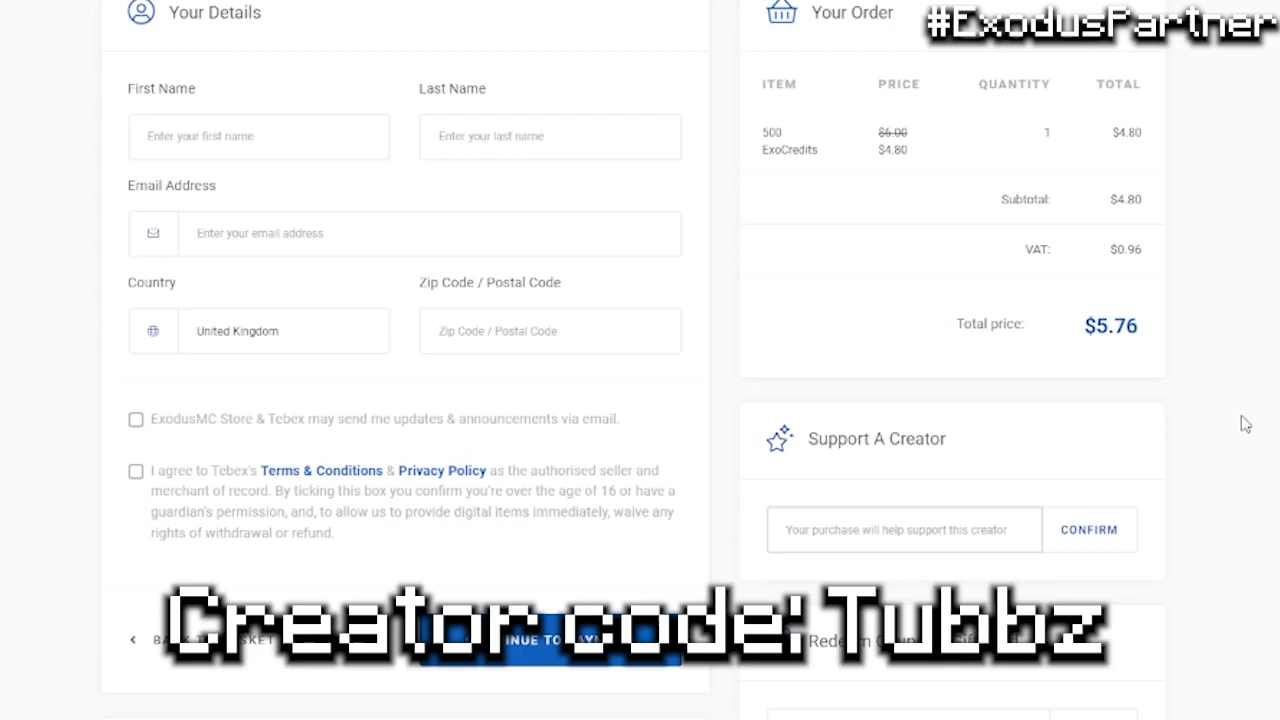 Your Details
Your Order
#ExodusPartner
First Name
Last Name
Enter your first name
Enter your last name
Email Address
Enter your email address
Country
Zip Code / Postal Code
United Kingdom
Zip Code / Postal Code
ExodusMC Store & Tebex may send me updates & announcements via email.
I agree to Tebex's Terms & Conditions & Privacy Policy as the authorised seller and
merchant of record. By ticking this box you confirm you're over the age of 16 or have a
guardian's permission, and, to allow us to provide digital items immediately, waive any
rights of withdrawal or refund.
ITEM PRICE QUANTITY TOTAL
500 $6.00 1 $4.80
ExoCredits $4.80
Subtotal: $4.80
VAT: $0.96
Total price: $5.76
Support A Creator
Your purchase will help support this creator
CONFIRM
Creator code: Tubbz